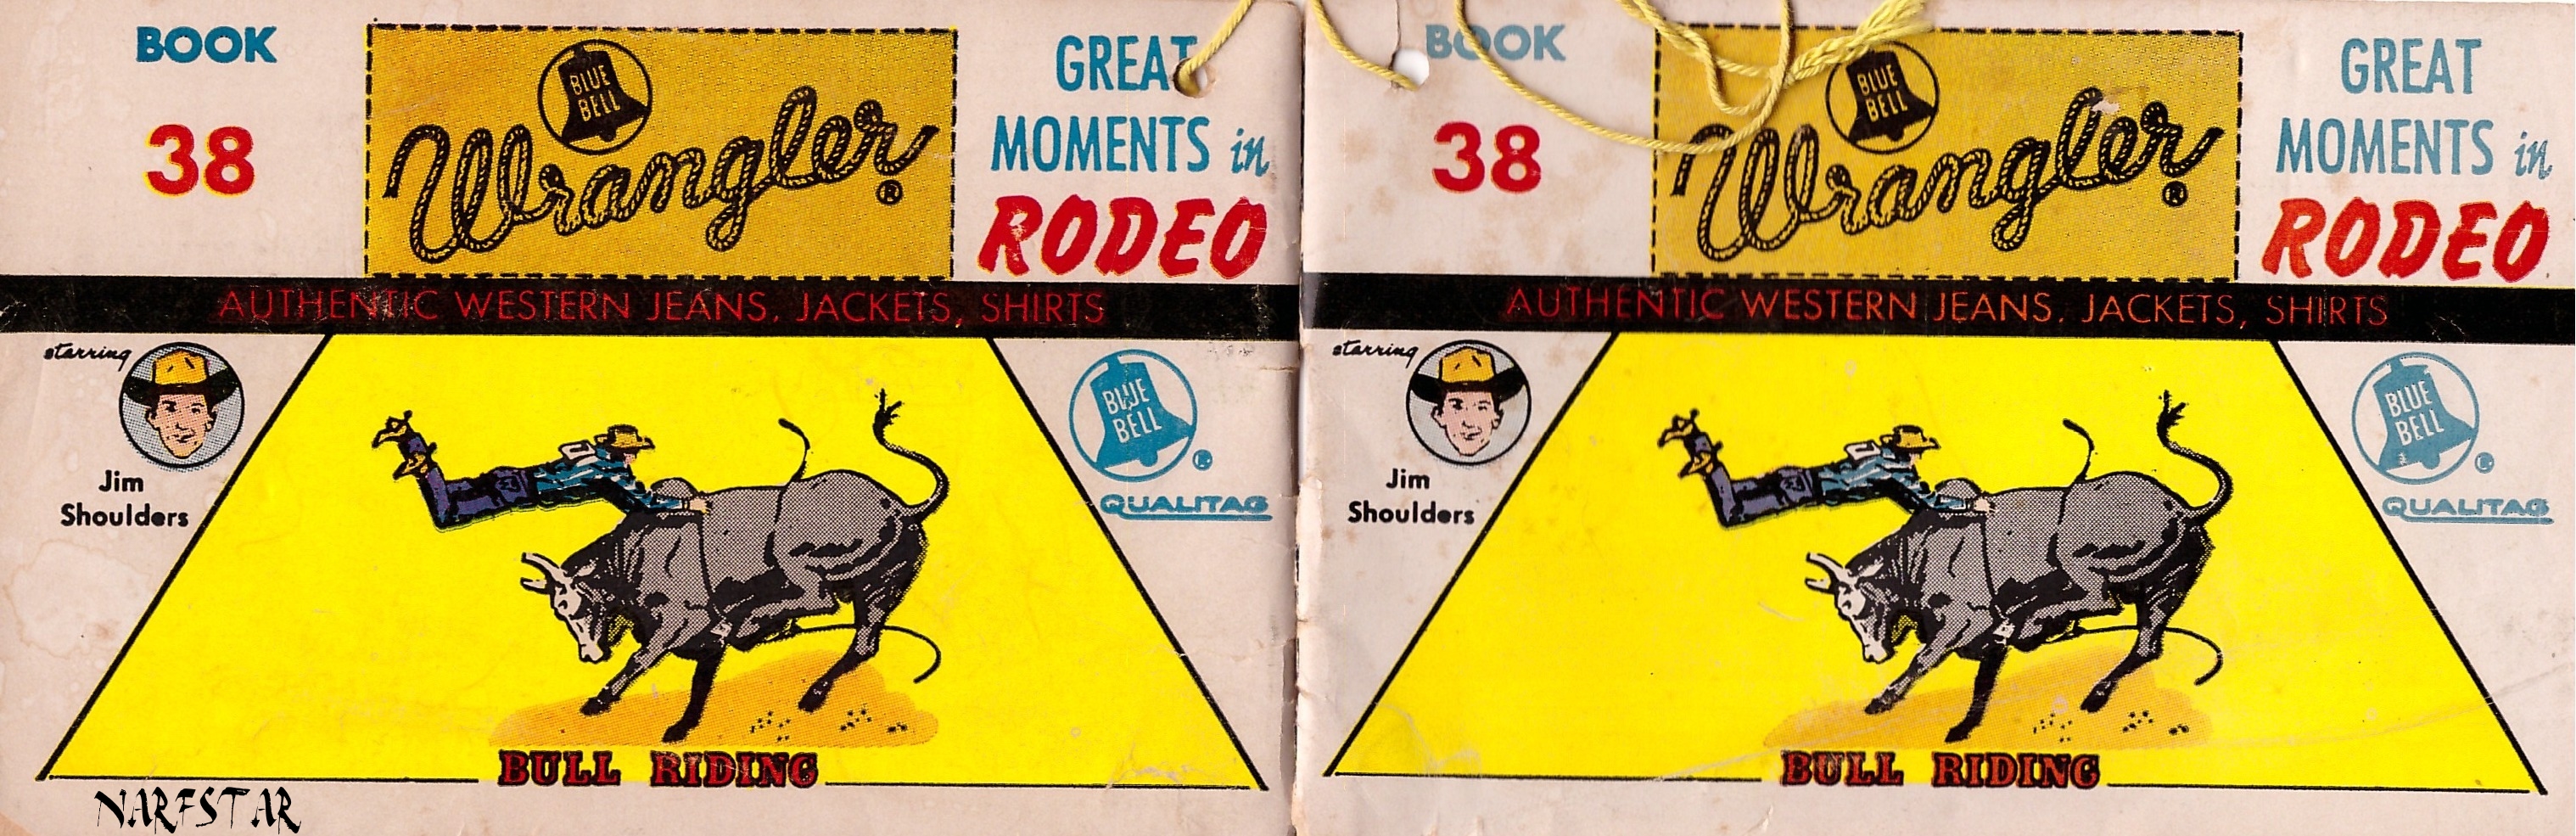 BOOK
38
BLUE
BELL
Wrangler®
GREAT
MOMENTS in
RODEO
AUTHENTIC WESTERN JEANS, JACKETS, SHIRTS
starring
Jim
Shoulders
BLUE
BELL
®
QUALITAG
BULL RIDING
NARFSTAR
BOOK
38
BLUE
BELL
Wrangler®
GREAT
MOMENTS in
RODEO
AUTHENTIC WESTERN JEANS, JACKETS, SHIRTS
starring
Jim
Shoulders
BLUE
BELL
®
QUALITAG
BULL RIDING